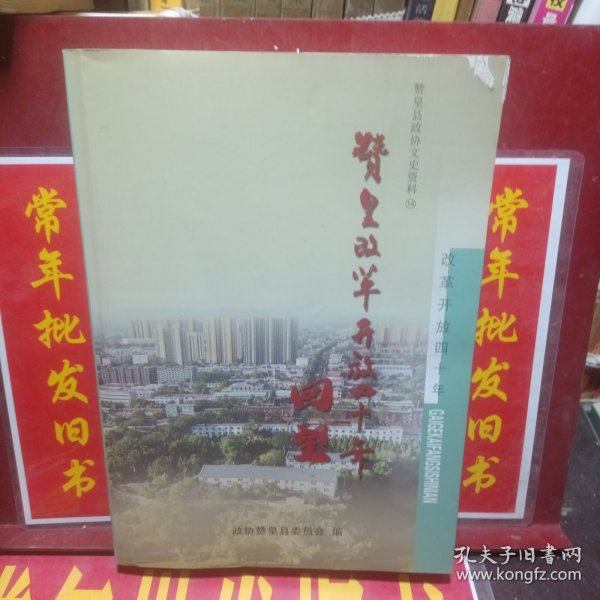 赞皇县政协文史资料⑭
赞皇改革开放四十年
回望
改革开放四十年
GAIGEKAIFANGSISHINIAN
政协赞皇县委员会 编
常年批发旧书
常年批发旧书
孔夫子旧书网
www.kongfz.com